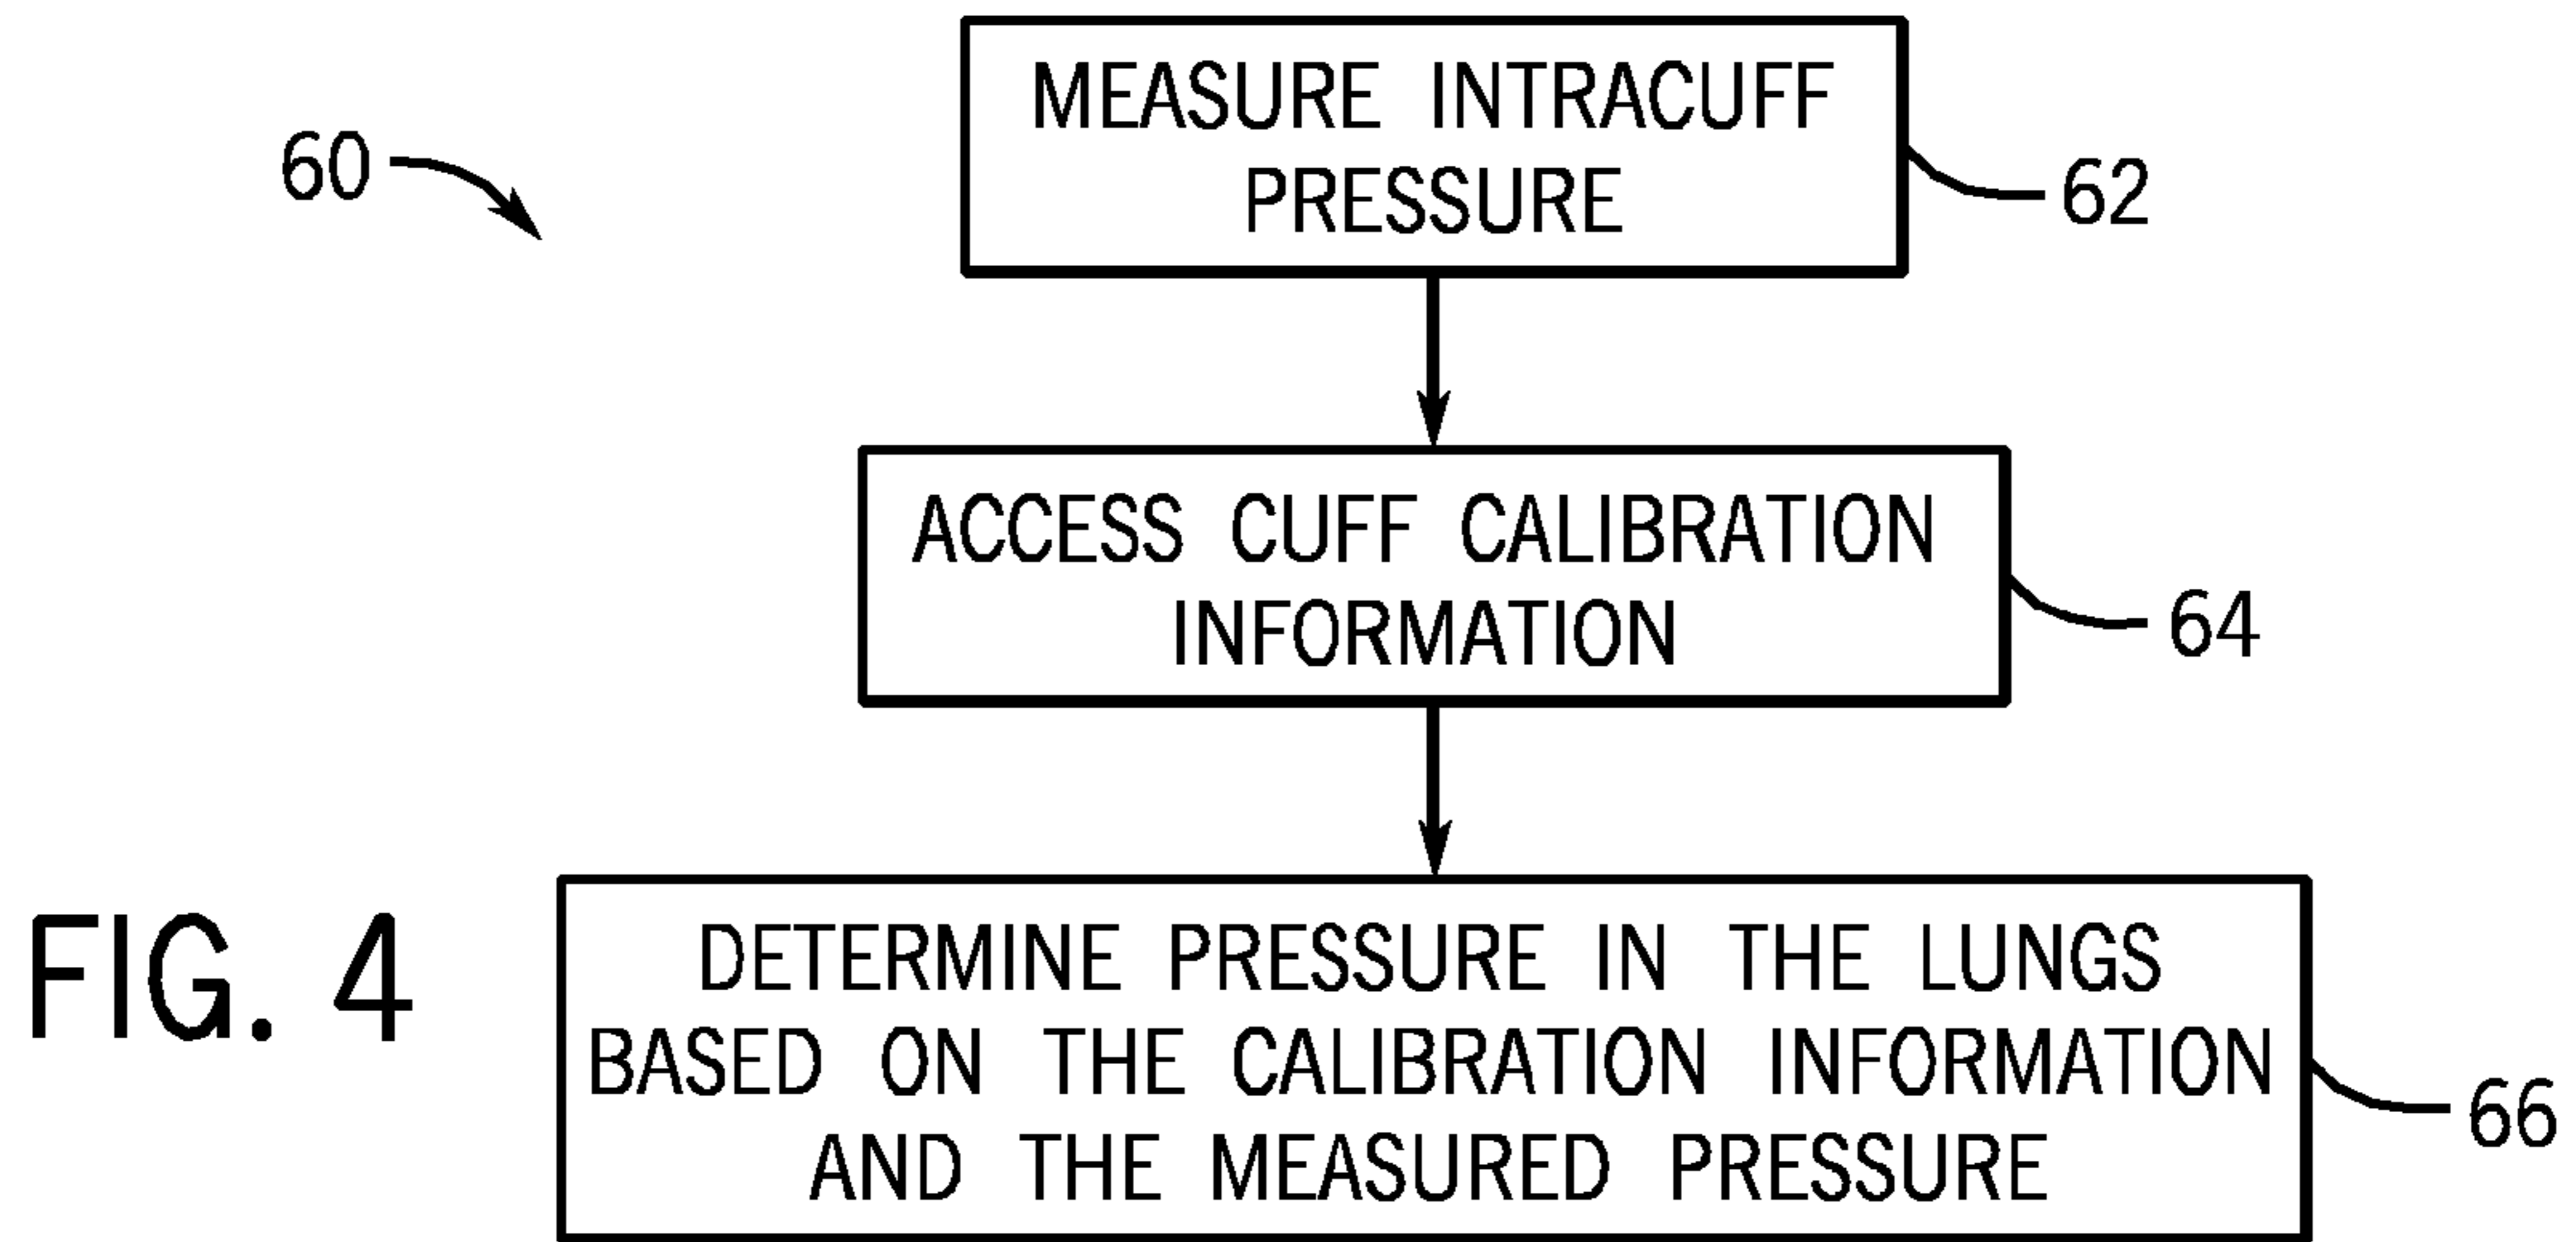 MEASURE INTRACUFF
PRESSURE
60
62
ACCESS CUFF CALIBRATION
INFORMATION
64
DETERMINE PRESSURE IN THE LUNGS
BASED ON THE CALIBRATION INFORMATION
AND THE MEASURED PRESSURE
66
FIG. 4